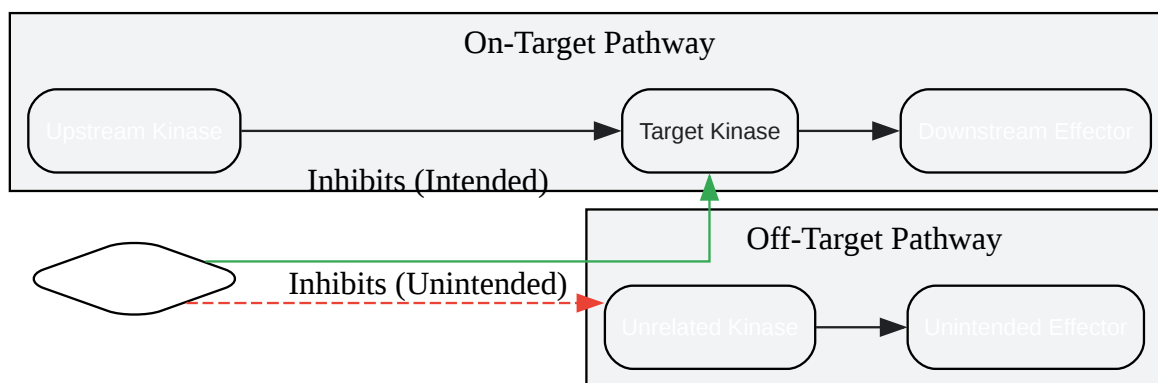 On-Target Pathway
Upstream Kinase
Target Kinase
Downstream Effector
Inhibits (Intended)
Off-Target Pathway
Inhibits (Unintended)
Unrelated Kinase
Unintended Effector